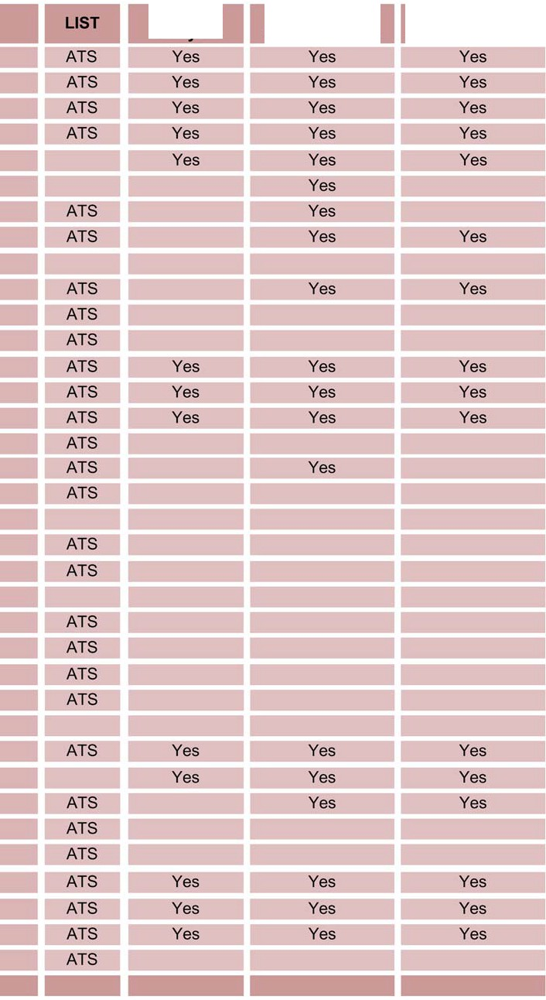 LIST
ATS Yes Yes Yes
ATS Yes Yes Yes
ATS Yes Yes Yes
ATS Yes Yes Yes
Yes Yes Yes
Yes
ATS Yes
ATS Yes Yes
ATS Yes Yes
ATS
ATS
ATS Yes Yes Yes
ATS Yes Yes Yes
ATS Yes Yes Yes
ATS
ATS Yes
ATS
ATS
ATS
ATS
ATS
ATS
ATS
ATS Yes Yes Yes
Yes Yes Yes
ATS Yes Yes
ATS
ATS
ATS Yes Yes Yes
ATS Yes Yes Yes
ATS Yes Yes Yes
ATS